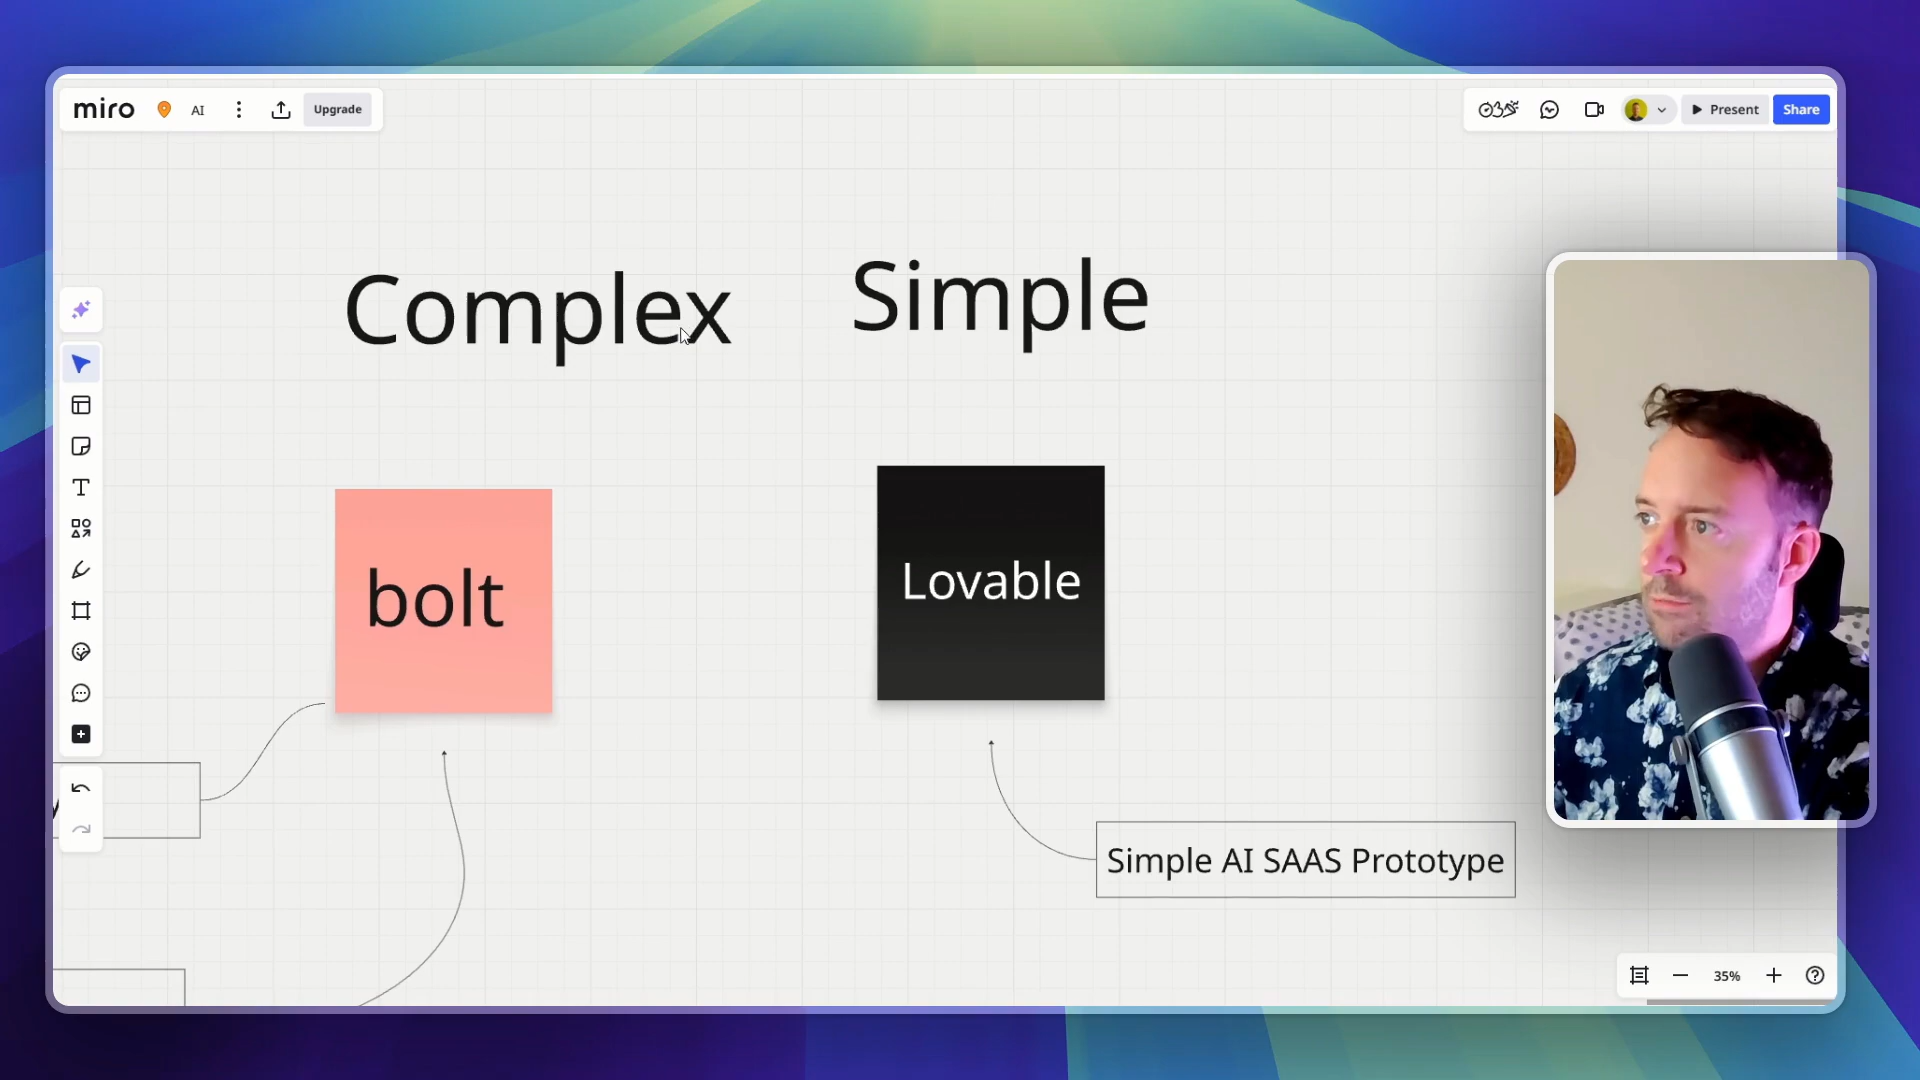 miro
AI
Upgrade
Present
Share
Complex
Simple
bolt
Lovable
Simple AI SAAS Prototype
35%